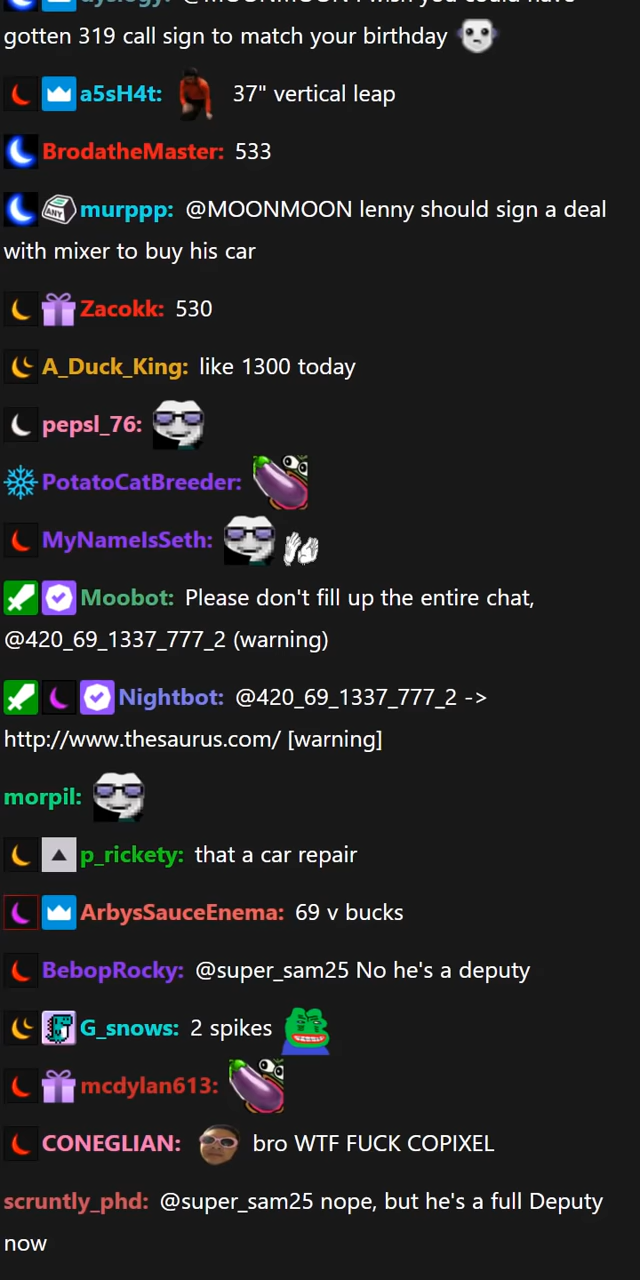 gotten 319 call sign to match your birthday
a5sH4t: 37" vertical leap
BrodatheMaster: 533
ANY murppp: @MOONMOON lenny should sign a deal
with mixer to buy his car
Zacokk: 530
A_Duck_King: like 1300 today
pepsl_76:
PotatoCatBreeder:
MyNameIsSeth:
Moobot: Please don't fill up the entire chat,
@420_69_1337_777_2 (warning)
Nightbot: @420_69_1337_777_2 ->
http://www.thesaurus.com/ [warning]
morpil:
p_rickety: that a car repair
ArbysSauceEnema: 69 v bucks
BebopRocky: @super_sam25 No he's a deputy
G_snows: 2 spikes
mcdylan613:
CONEGLIAN: bro WTF FUCK COPIXEL
scruntly_phd: @super_sam25 nope, but he's a full Deputy
now